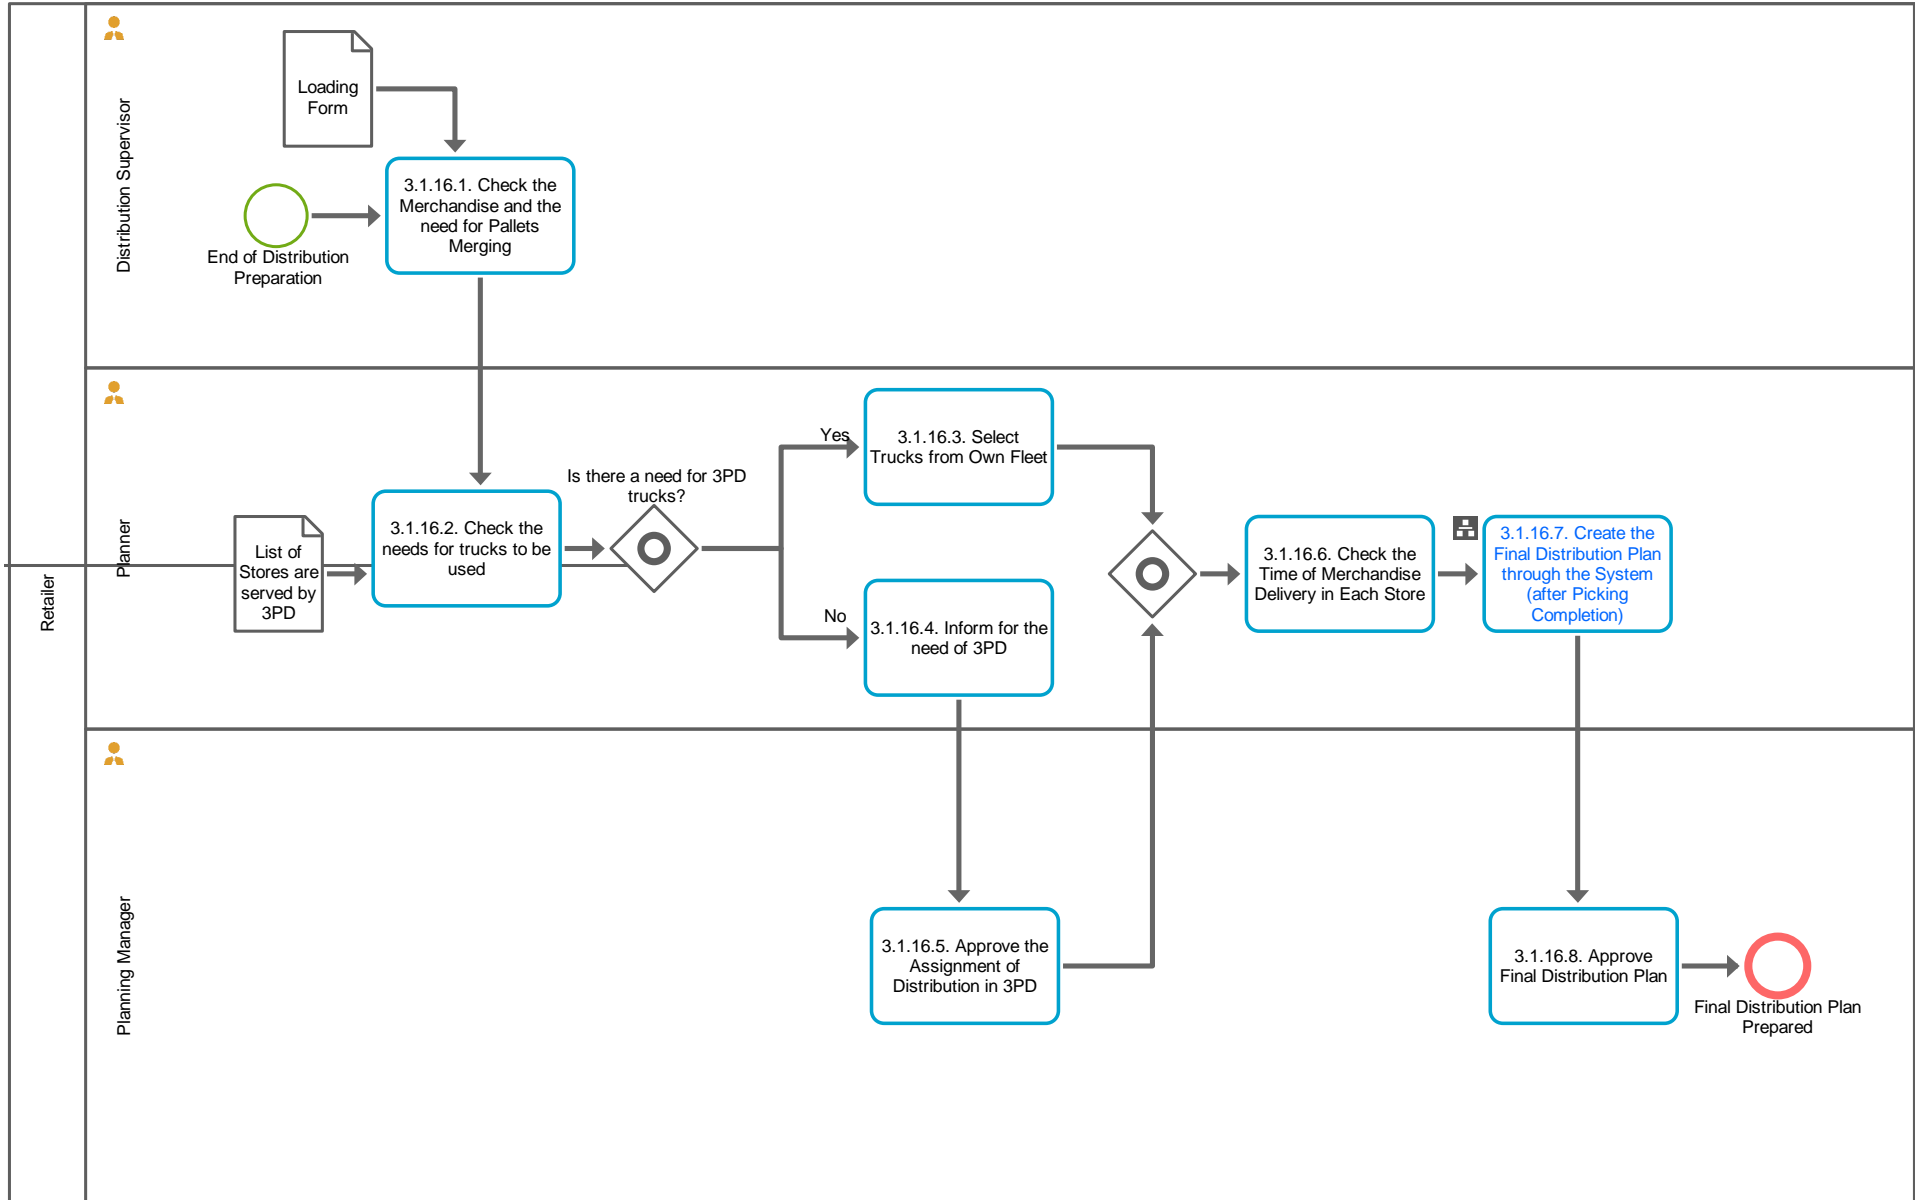 Retailer
Distribution Supervisor
Loading
Form
3.1.16.1. Check the
Merchandise and the
need for Pallets
Merging
End of Distribution
Preparation
Planner
List of
Stores are
served by
3PD
3.1.16.2. Check the
needs for trucks to be
used
Is there a need for 3PD
trucks?
Yes
3.1.16.3. Select
Trucks from Own Fleet
No
3.1.16.4. Inform for the
need of 3PD
3.1.16.6. Check the
Time of Merchandise
Delivery in Each Store
3.1.16.7. Create the
Final Distribution Plan
through the System
(after Picking
Completion)
Planning Manager
3.1.16.5. Approve the
Assignment of
Distribution in 3PD
3.1.16.8. Approve
Final Distribution Plan
Final Distribution Plan
Prepared